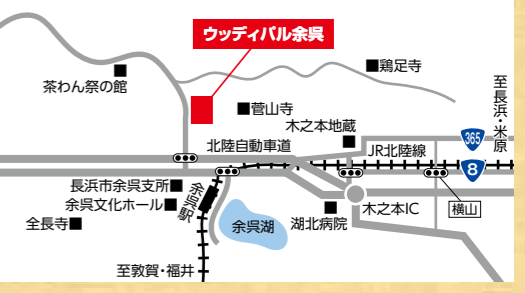 ウッディパル余呉
■鶏足寺
茶わん祭の館
■菅山寺
至長浜・米原
木之本地蔵
365
北陸自動車道
JR北陸線
8
長浜市余呉支所■
余呉文化ホール■
余呉駅
全長寺■
余呉湖
湖北病院
木之本IC
横山
至敦賀・福井